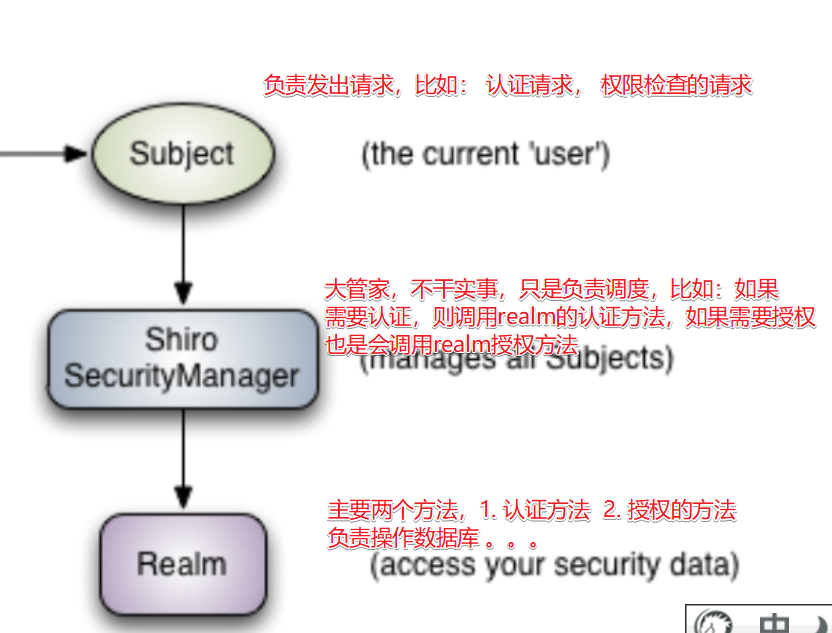 负责发出请求，比如： 认证请求， 权限检查的请求
Subject
(the current 'user')
大管家，不干实事，只是负责调度，比如：如果
需要认证，则调用realm的认证方法，如果需要授权
也是会调用realm授权方法
Shiro
SecurityManager
(manages all Subjects)
主要两个方法，1. 认证方法 2. 授权的方法
负责操作数据库 。。。
Realm
(access your security data)
中